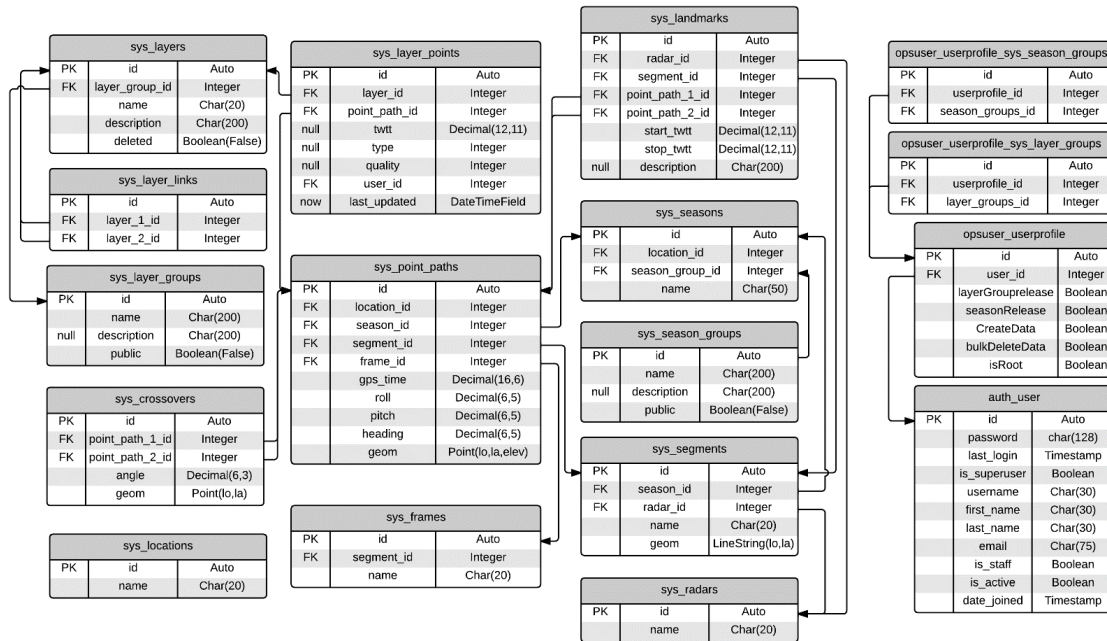 sys_layers
PK id Auto
FK layer_group_id Integer
name Char(20)
description Char(200)
deleted Boolean(False)
sys_layer_links
PK id Auto
FK layer_1_id Integer
FK layer_2_id Integer
sys_layer_groups
PK id Auto
name Char(200)
null description Char(200)
public Boolean(False)
sys_crossovers
PK id Auto
FK point_path_1_id Integer
FK point_path_2_id Integer
angle Decimal(6,3)
geom Point(lo,la)
sys_locations
PK id Auto
name Char(20)
sys_layer_points
PK id Auto
FK layer_id Integer
FK point_path_id Integer
null twtt Decimal(12,11)
null type Integer
null quality Integer
FK user_id Integer
now last_updated DateTimeField
sys_point_paths
PK id Auto
FK location_id Integer
FK season_id Integer
FK segment_id Integer
FK frame_id Integer
gps_time Decimal(16,6)
roll Decimal(6,5)
pitch Decimal(6,5)
heading Decimal(6,5)
geom Point(lo,la,elev)
sys_frames
PK id Auto
FK segment_id Integer
name Char(20)
sys_landmarks
PK id Auto
FK radar_id Integer
FK segment_id Integer
FK point_path_1_id Integer
FK point_path_2_id Integer
start_twtt Decimal(12,11)
stop_twtt Decimal(12,11)
null description Char(200)
sys_seasons
PK id Auto
FK location_id Integer
FK season_group_id Integer
name Char(50)
sys_season_groups
PK id Auto
name Char(200)
null description Char(200)
public Boolean(False)
sys_segments
PK id Auto
FK season_id Integer
FK radar_id Integer
name Char(20)
geom LineString(lo,la)
sys_radars
PK id Auto
name Char(20)
opsuser_userprofile_sys_season_groups
PK id Auto
FK userprofile_id Integer
FK season_groups_id Integer
opsuser_userprofile_sys_layer_groups
PK id Auto
FK userprofile_id Integer
FK layer_groups_id Integer
opsuser_userprofile
PK id Auto
FK user_id Integer
layerGrouprelease Boolean
seasonRelease Boolean
CreateData Boolean
bulkDeleteData Boolean
isRoot Boolean
auth_user
PK id Auto
password char(128)
last_login Timestamp
is_superuser Boolean
username Char(30)
first_name Char(30)
last_name Char(30)
email Char(75)
is_staff Boolean
is_active Boolean
date_joined Timestamp